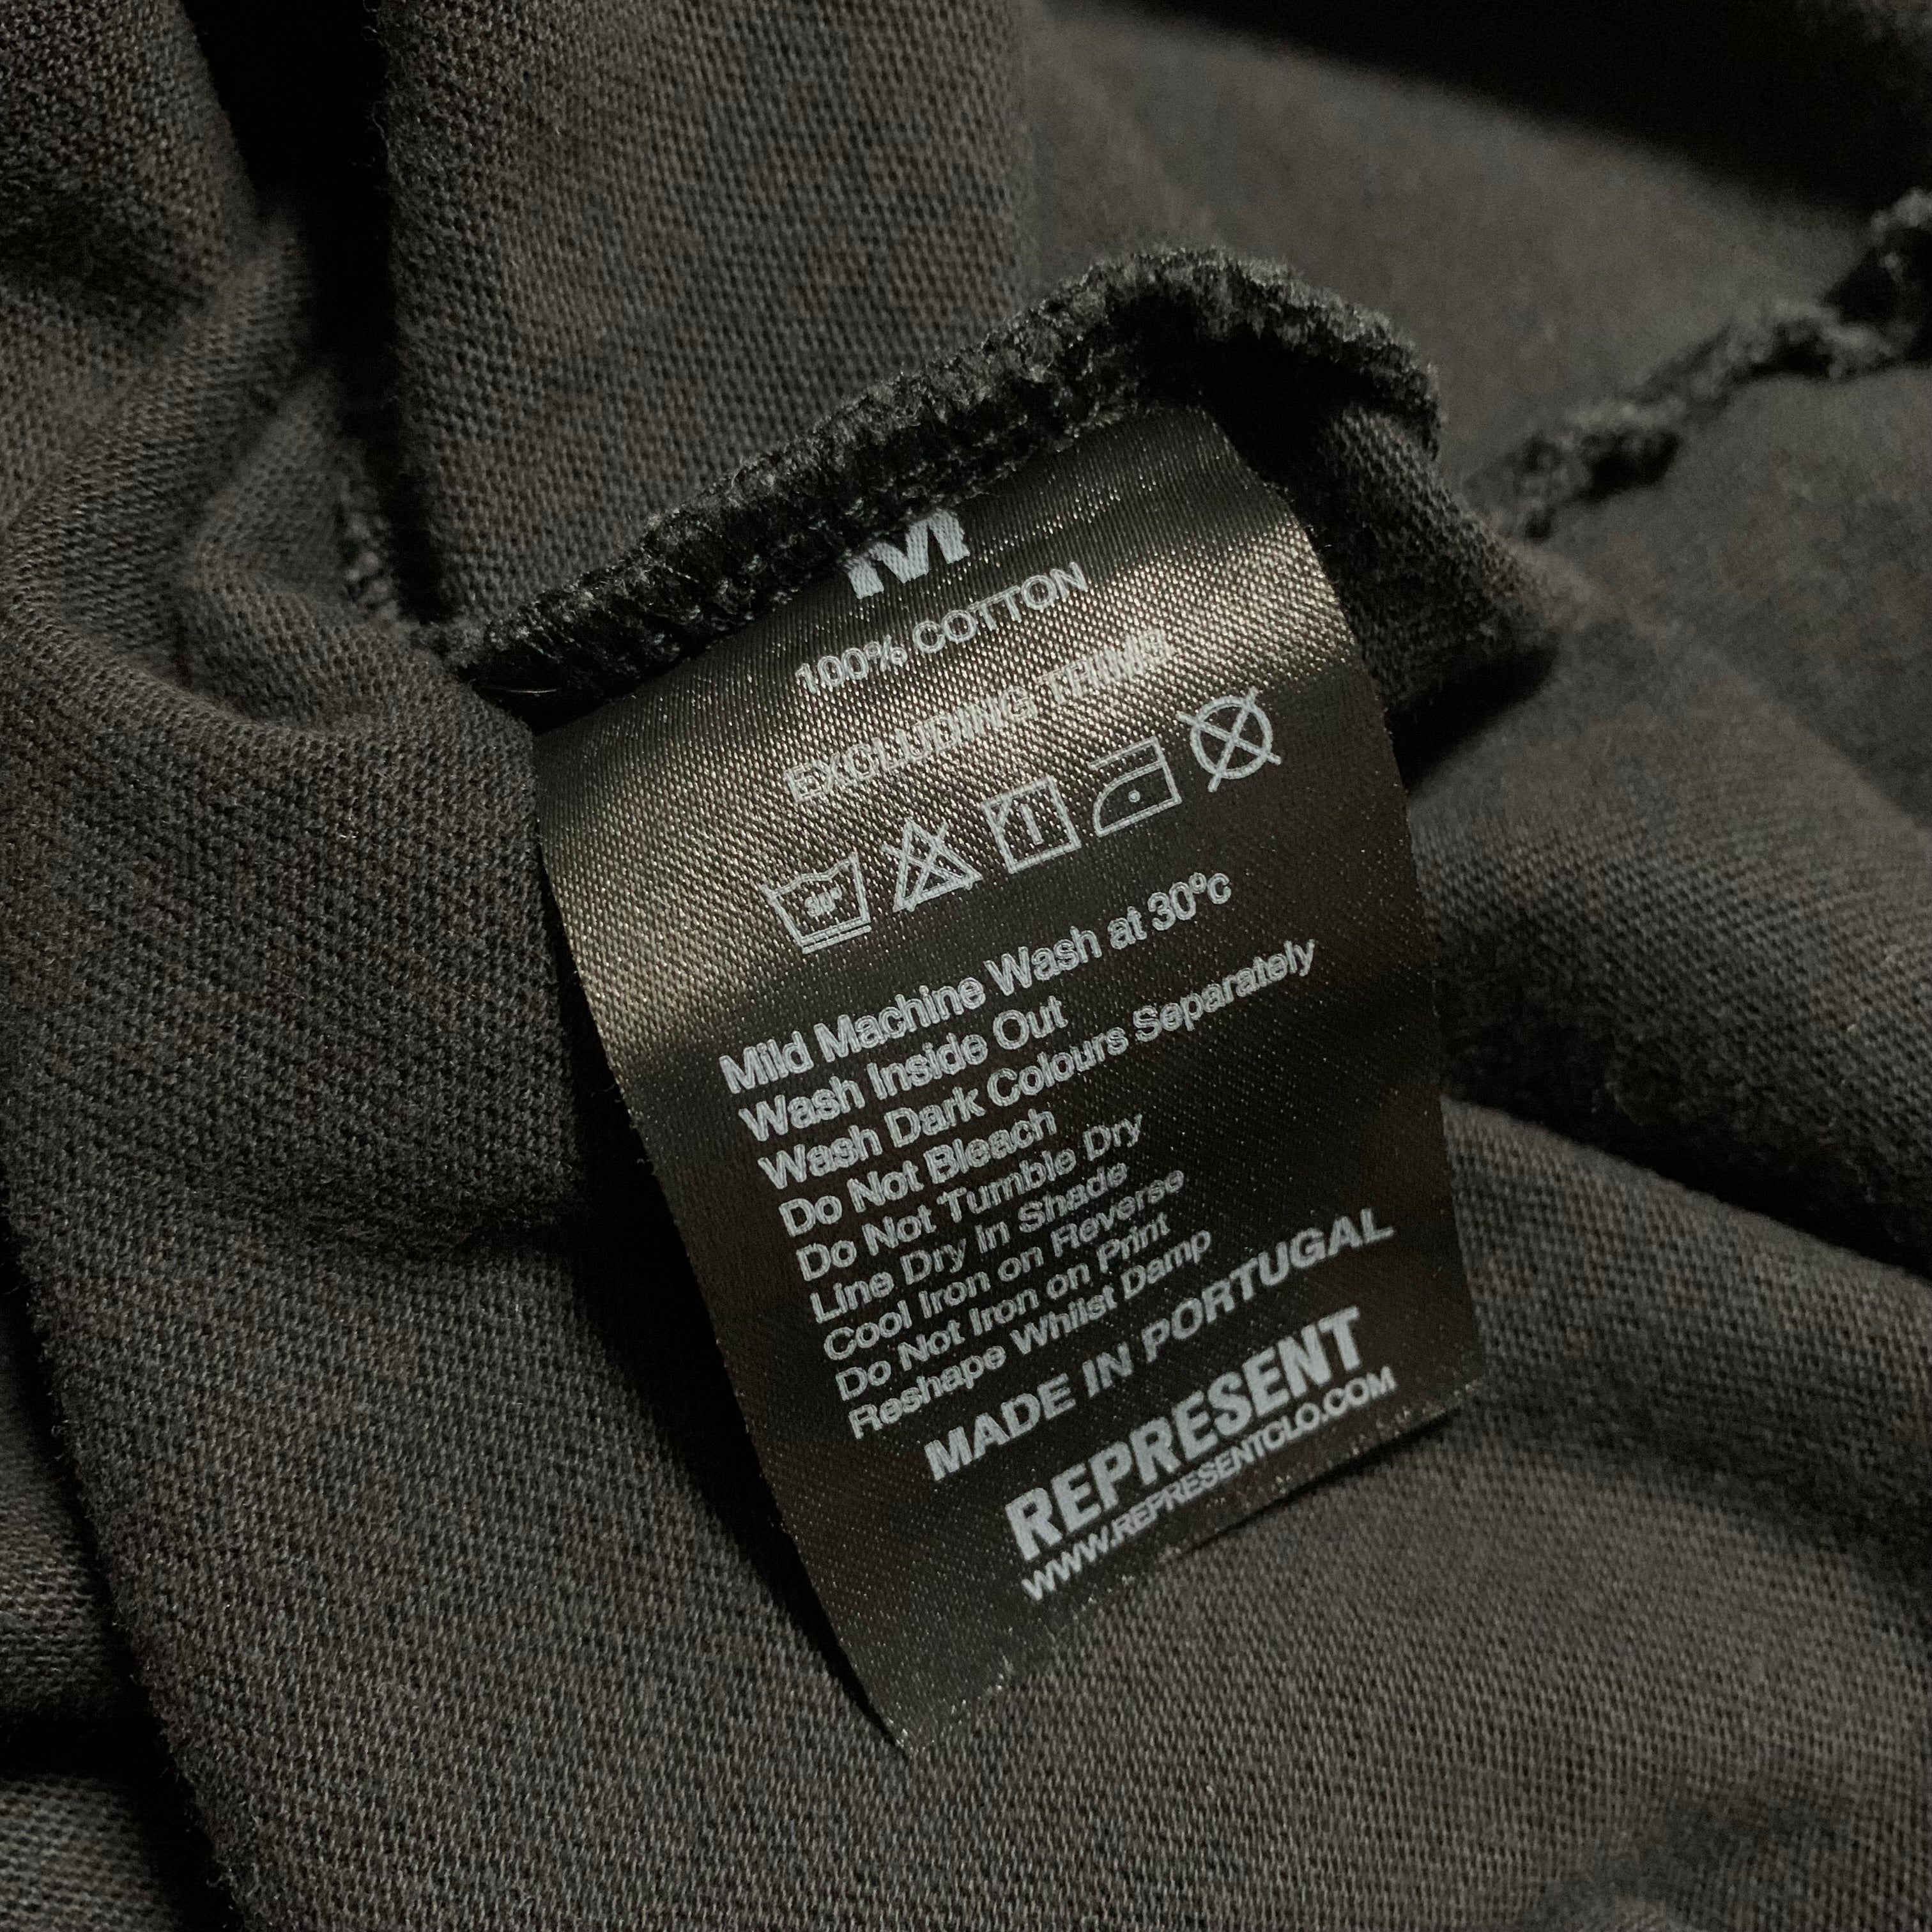 M
100% COTTON
EXCLUDING TRIMS
30°
Mild Machine Wash at 30ºc
Wash Inside Out
Wash Dark Colours Separately
Do Not Bleach
Do Not Tumble Dry
Line Dry In Shade
Cool Iron on Reverse
Do Not Iron on Print
Reshape Whilst Damp
MADE IN PORTUGAL
REPRESENT
WWW.REPRESENTCLO.COM